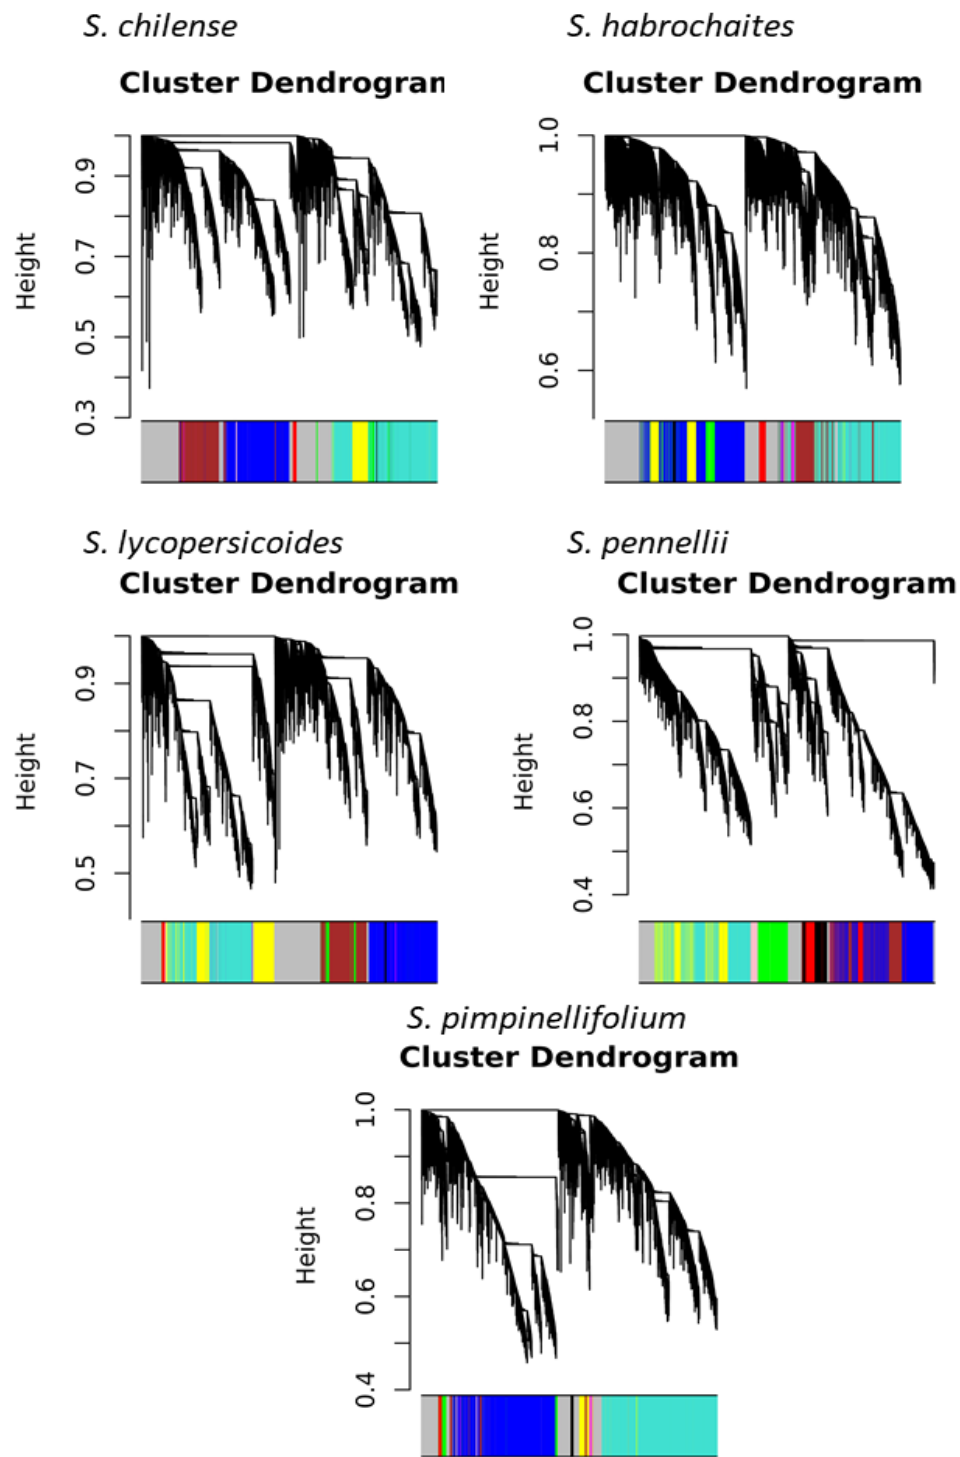 S. chilense
Cluster Dendrogran
Height
0.9
0.7
0.5
0.3
S. habrochaites
Cluster Dendrogram
Height
1.0
0.8
0.6
S. lycopersicoides
Cluster Dendrogram
Height
0.9
0.7
0.5
S. pennellii
Cluster Dendrogram
Height
1.0
0.8
0.6
0.4
S. pimpinellifolium
Cluster Dendrogram
Height
1.0
0.8
0.6
0.4